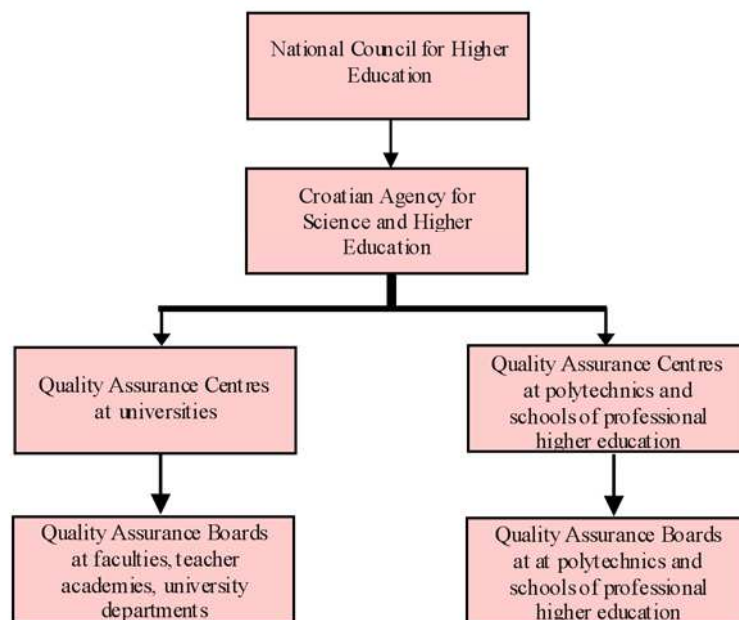 National Council for Higher
Education
Croatian Agency for
Science and Higher
Education
Quality Assurance Centres
at universities
Quality Assurance Centres
at polytechnics and
schools of professional
higher education
Quality Assurance Boards
at faculties, teacher
academies, university
departments
Quality Assurance Boards
at at polytechnics and
schools of professional
higher education